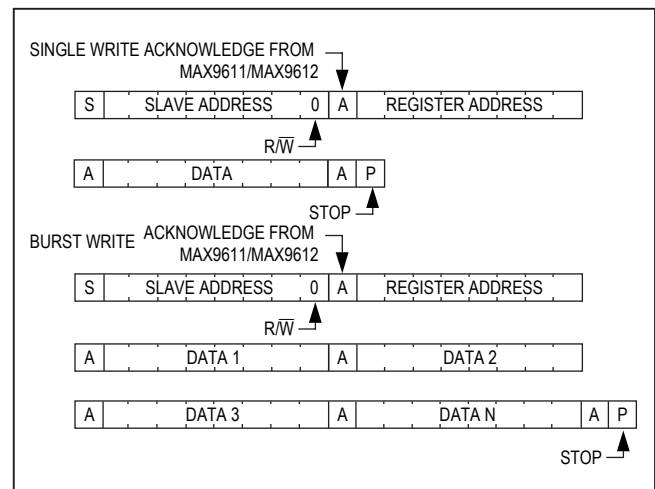 SINGLE WRITE ACKNOWLEDGE FROM
MAX9611/MAX9612
S SLAVE ADDRESS 0 A REGISTER ADDRESS
R/W̅
A DATA A P
STOP
BURST WRITE ACKNOWLEDGE FROM
MAX9611/MAX9612
S SLAVE ADDRESS 0 A REGISTER ADDRESS
R/W̅
A DATA 1 A DATA 2
A DATA 3 A DATA N A P
STOP